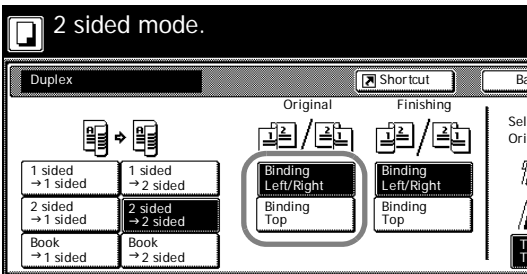 2 sided mode.
Duplex
Shortcut
Ba
Original
Finishing
Sel
Ori
1 sided
→1 sided
1 sided
→2 sided
Binding
Left/Right
Binding
Left/Right
2 sided
→1 sided
2 sided
→2 sided
Binding
Top
Binding
Top
Book
→1 sided
Book
→2 sided